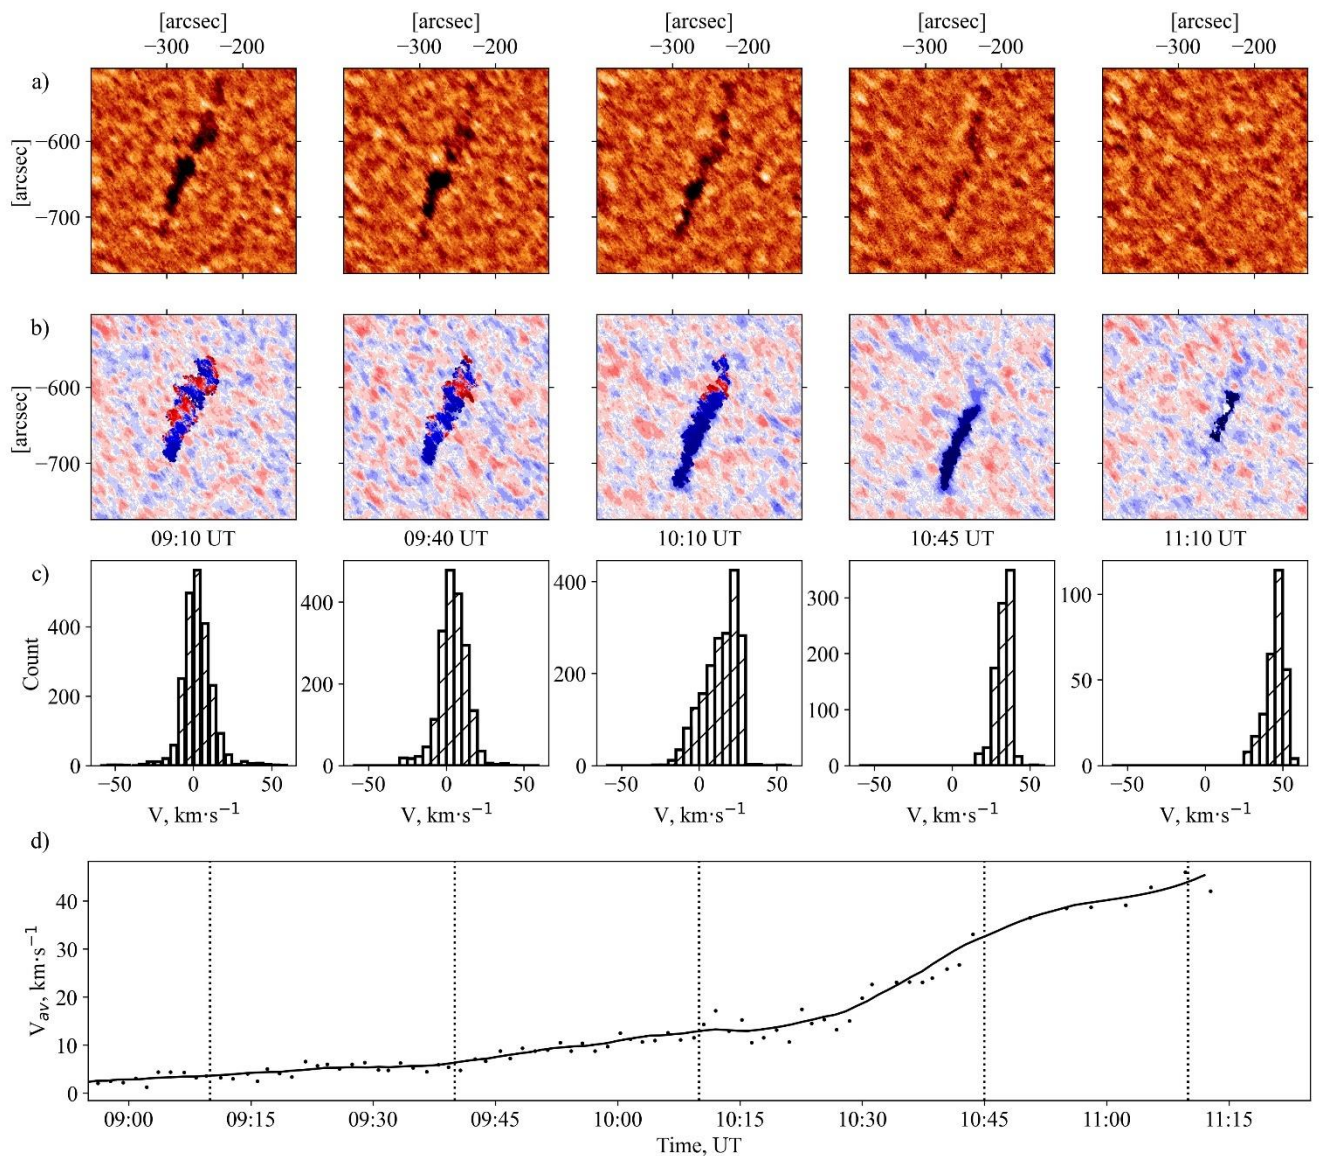 [arcsec] [arcsec] [arcsec] [arcsec] [arcsec]
−300 −200 −300 −200 −300 −200 −300 −200 −300 −200
a)
−600
[arcsec]
−700
b)
−600
[arcsec]
−700
09:10 UT 09:40 UT 10:10 UT 10:45 UT 11:10 UT
c)
Count
400
200
0
400
200
0
400
200
0
300
200
100
0
100
50
0
−50 0 50 −50 0 50 −50 0 50 −50 0 50 −50 0 50
V, km·s⁻¹ V, km·s⁻¹ V, km·s⁻¹ V, km·s⁻¹ V, km·s⁻¹
d)
V_av, km·s⁻¹
40
30
20
10
0
09:00 09:15 09:30 09:45 10:00 10:15 10:30 10:45 11:00 11:15
Time, UT